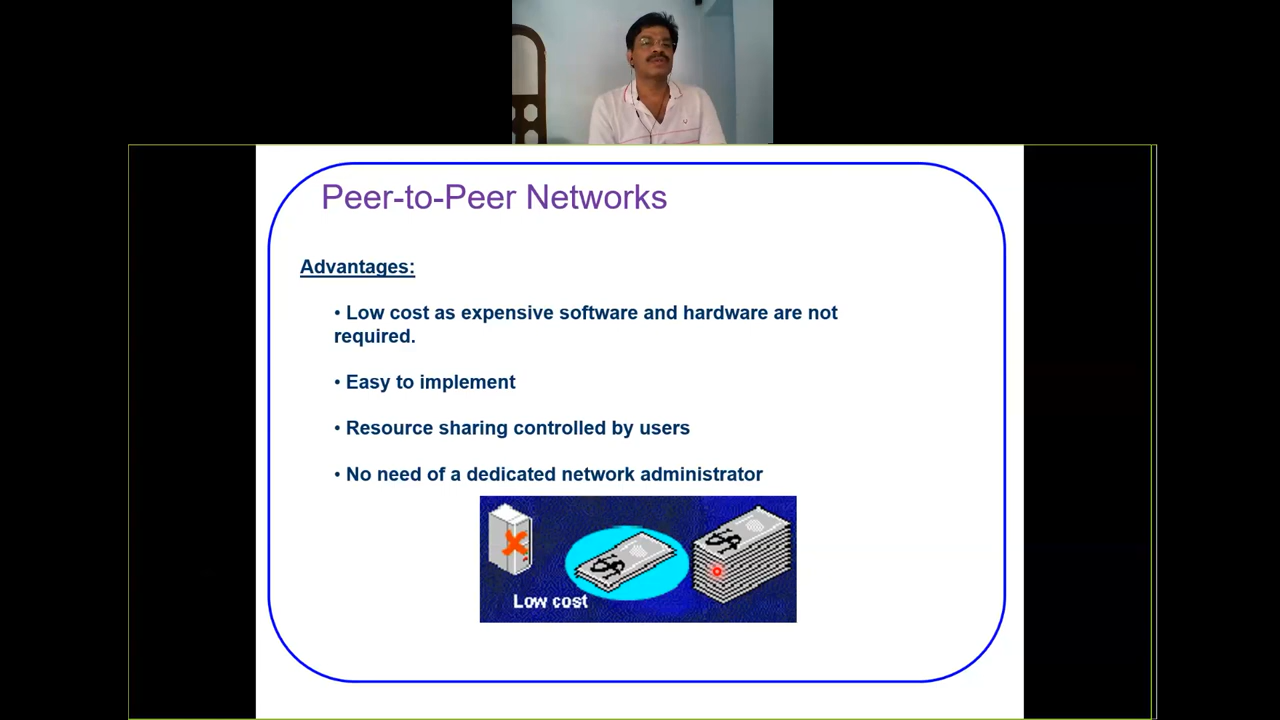 Peer-to-Peer Networks
Advantages:
• Low cost as expensive software and hardware are not
required.
• Easy to implement
• Resource sharing controlled by users
• No need of a dedicated network administrator
Low cost